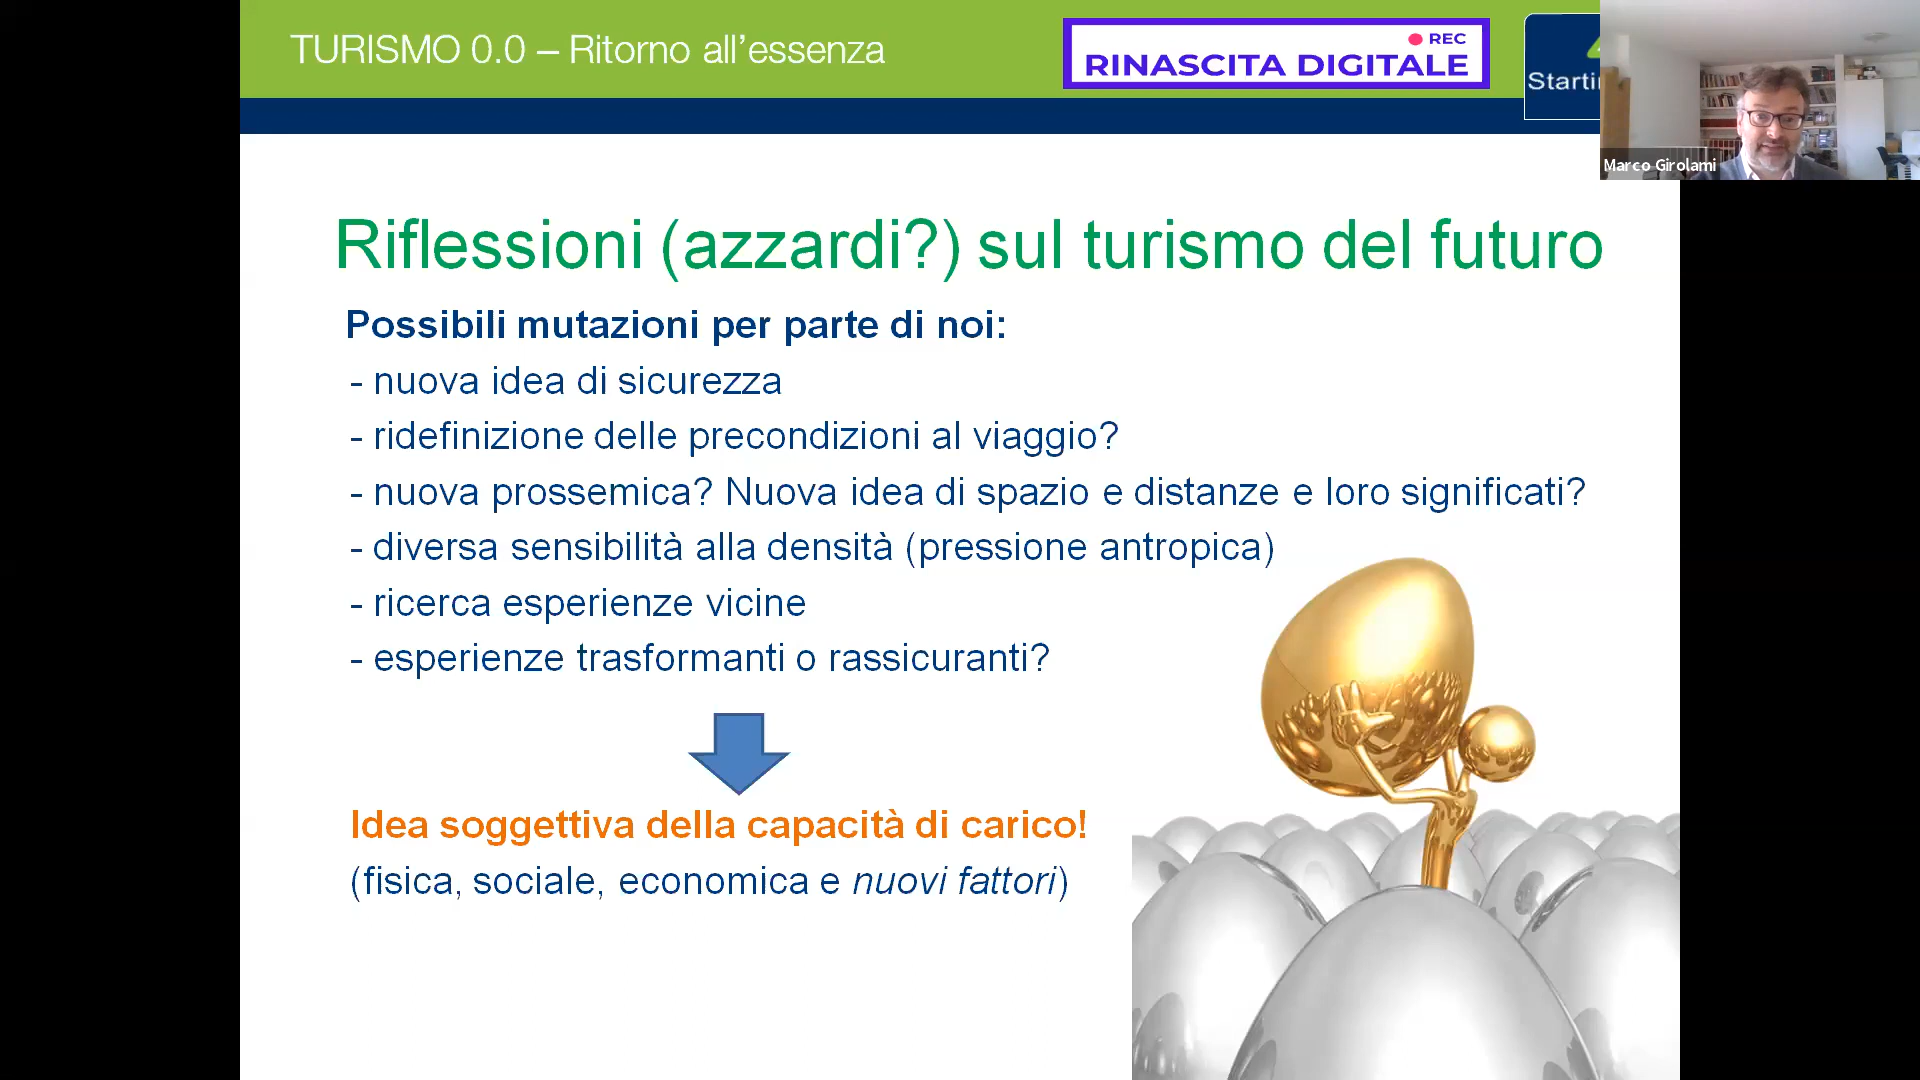 TURISMO 0.0 – Ritorno all’essenza
REC
RINASCITA DIGITALE
Marco Girolami
Riflessioni (azzardi?) sul turismo del futuro
Possibili mutazioni per parte di noi:
- nuova idea di sicurezza
- ridefinizione delle precondizioni al viaggio?
- nuova prossemica? Nuova idea di spazio e distanze e loro significati?
- diversa sensibilità alla densità (pressione antropica)
- ricerca esperienze vicine
- esperienze trasformanti o rassicuranti?
Idea soggettiva della capacità di carico!
(fisica, sociale, economica e nuovi fattori)